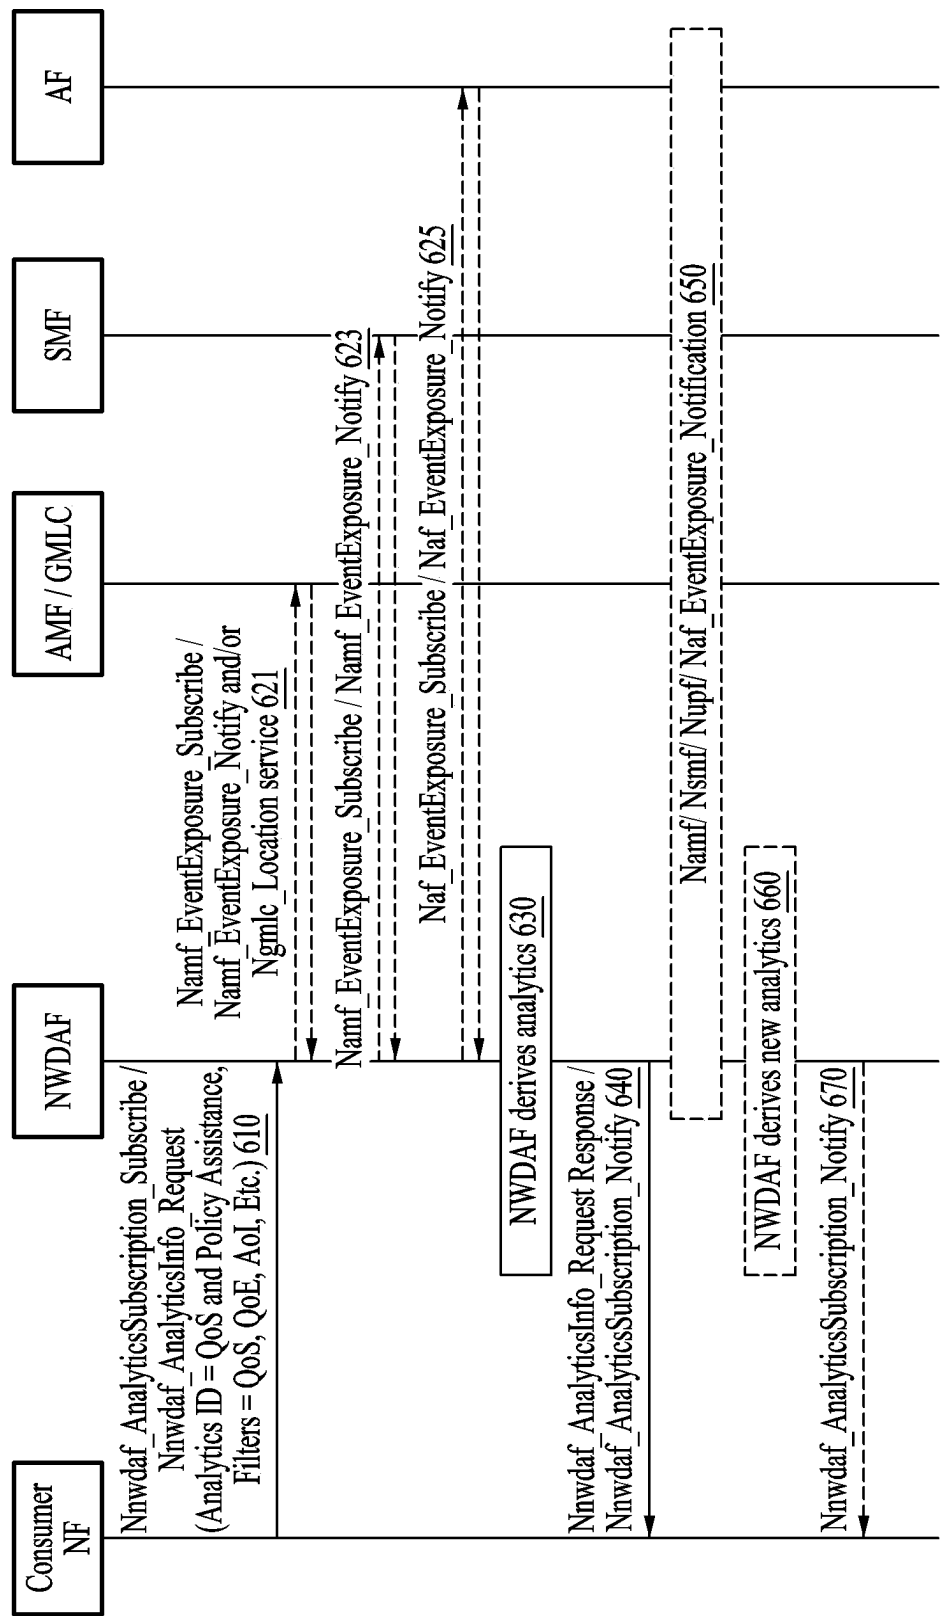 Consumer
NF
NWDAF
AMF / GMLC
SMF
AF
Nnwdaf_AnalyticsSubscription_Subscribe /
Nnwdaf_AnalyticsInfo_Request
(Analytics ID = QoS and Policy Assistance,
Filters = QoS, QoE, AoI, Etc.) 610
Namf_EventExposure_Subscribe /
Namf_EventExposure_Notify and/or
Ngmlc_Location service 621
Namf_EventExposure_Subscribe / Namf_EventExposure_Notify 623
Naf_EventExposure_Subscribe / Naf_EventExposure_Notify 625
NWDAF derives analytics 630
Nnwdaf_AnalyticsInfo_Request Response /
Nnwdaf_AnalyticsSubscription_Notify 640
Namf/ Nsmf/ Nupf/ Naf_EventExposure_Notification 650
NWDAF derives new analytics 660
Nnwdaf_AnalyticsSubscription_Notify 670